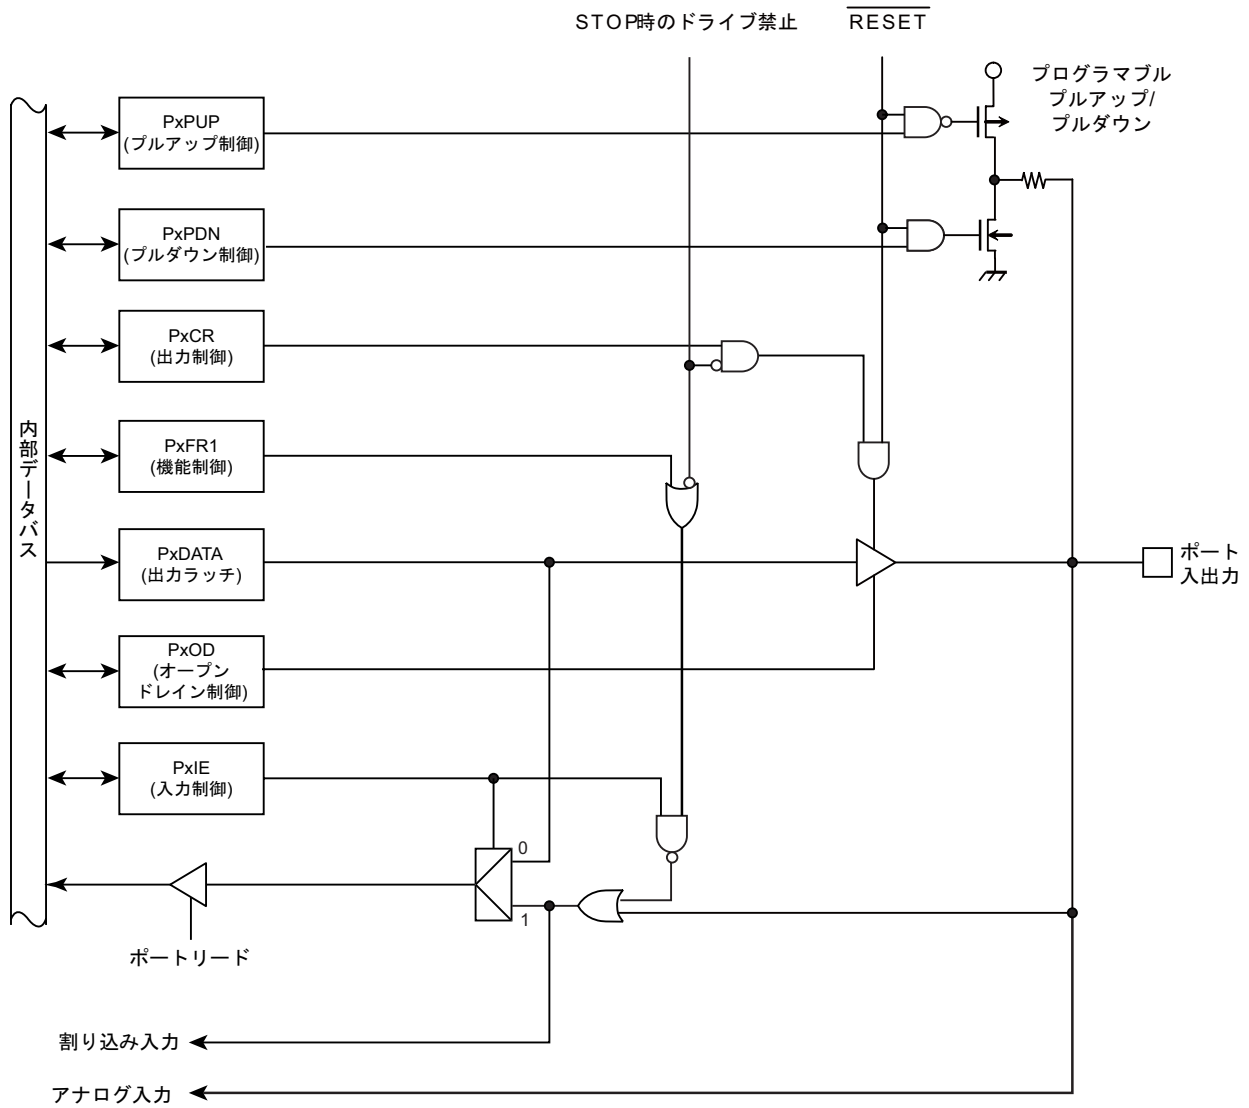 STOP時のドライブ禁止
RESET
プログラマブル
プルアップ/
プルダウン
PxPUP
(プルアップ制御)
PxPDN
(プルダウン制御)
PxCR
(出力制御)
内部データバス
PxFR1
(機能制御)
PxDATA
(出力ラッチ)
ポート
入出力
PxOD
(オープン
ドレイン制御)
PxIE
(入力制御)
0
1
ポートリード
割り込み入力
アナログ入力